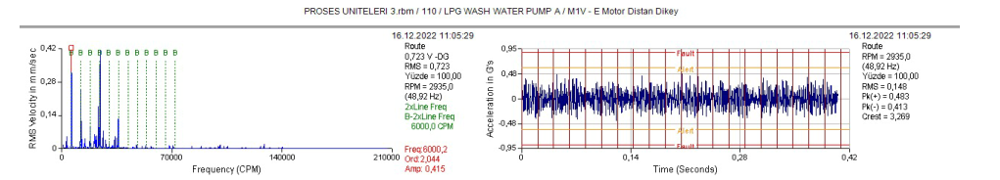 PROSES UNITELERI 3.rbm / 110 / LPG WASH WATER PUMP A / M1V - E Motor Distan Dikey
16.12.2022 11:05:29
Route
0,723 V -DG
RMS = 0,723
Yüzde = 100,00
RPM = 2935,0
(48,92 Hz)
2xLine Freq
B-2xLine Freq
6000,0 CPM
Freq:6000,2
Ord:2,044
Amp: 0,415
RMS Velocity in mm/sec
0,42
0,28
0,14
0
B B B B B B B B B B B
0
70000
140000
210000
Frequency (CPM)
16.12.2022 11:05:29
Route
RPM = 2935,0
(48,92 Hz)
Yüzde = 100,00
RMS = 0,148
Pk(+) = 0,483
Pk(-) = 0,413
Crest = 3,269
Acceleration in G's
0,95
0,48
0
-0,48
-0,95
Fault
Alert
Alert
Fault
0
0,14
0,28
0,42
Time (Seconds)